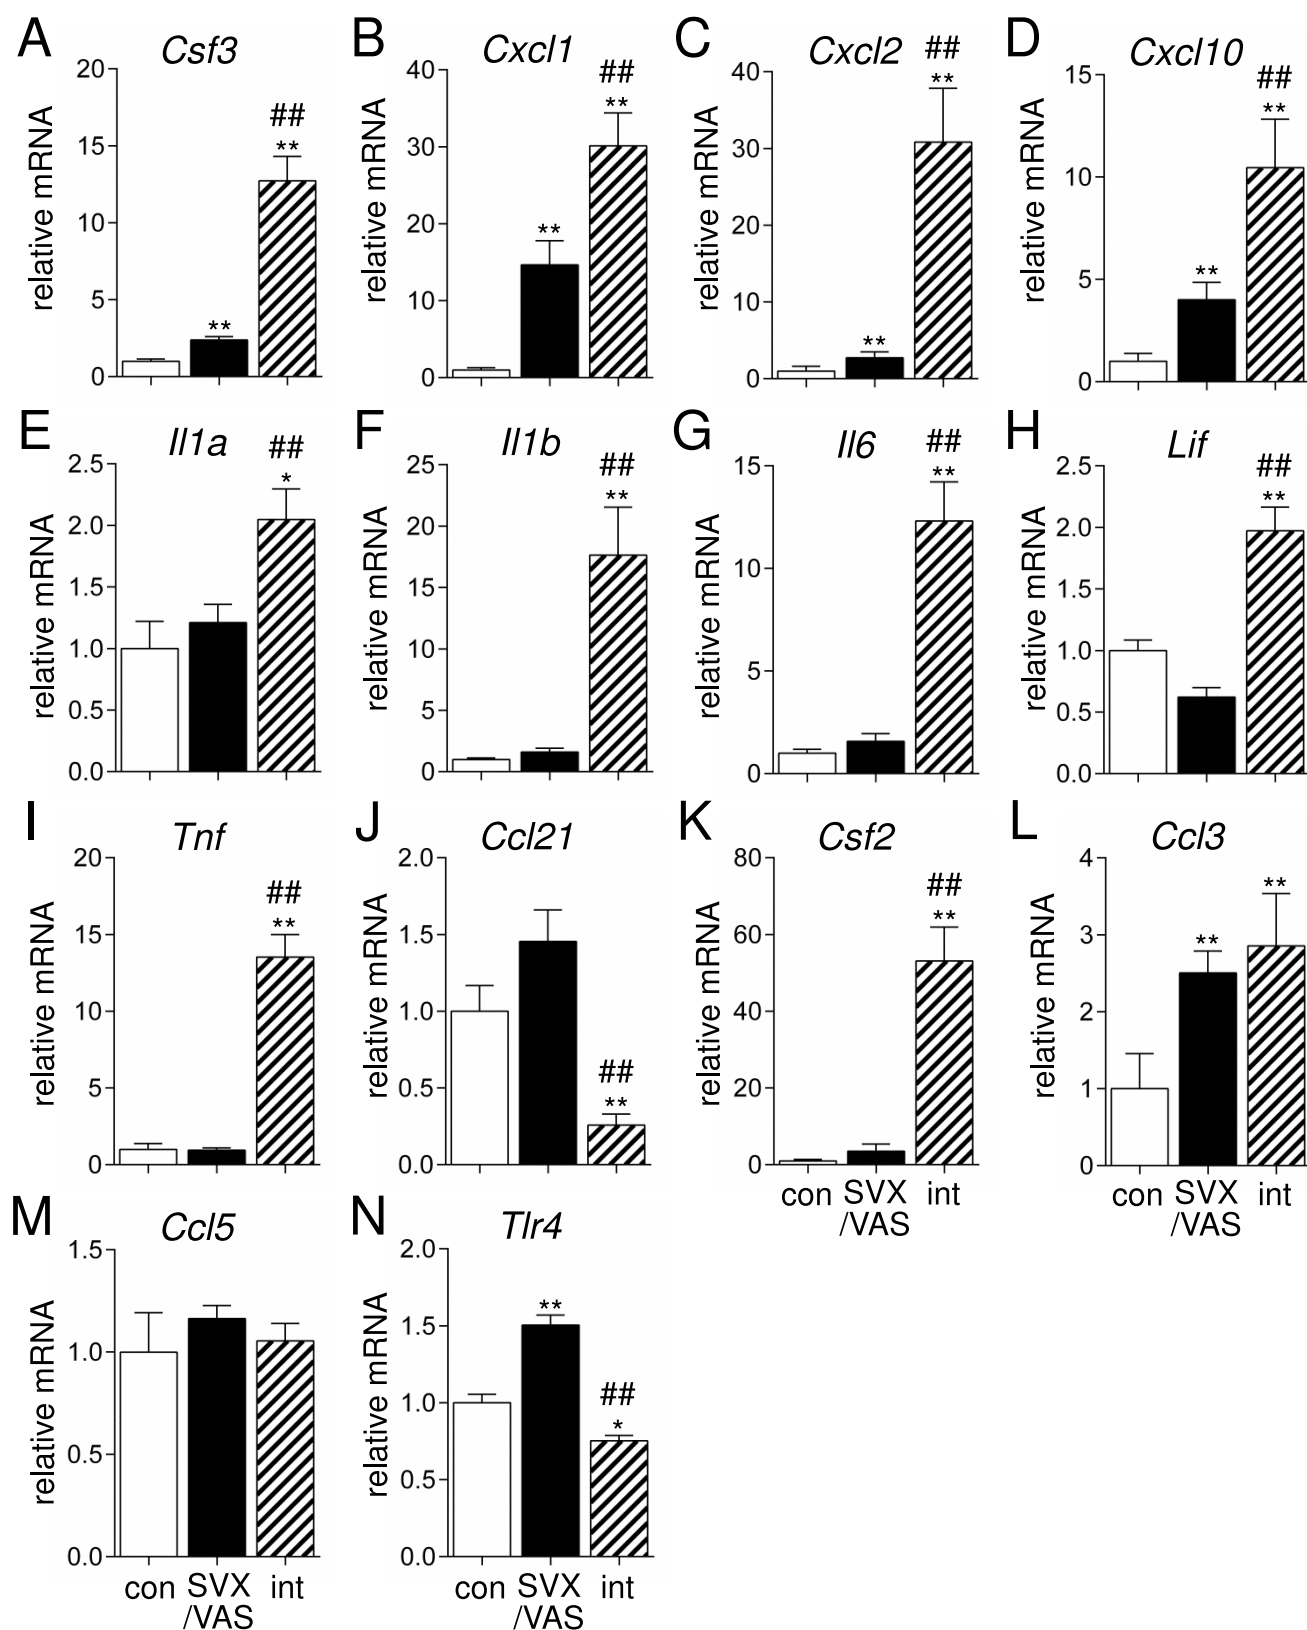 A Csf3
20
15
10
5
0
relative mRNA
**
##
**
B Cxcl1
40
30
20
10
0
relative mRNA
**
##
**
C Cxcl2
40
30
20
10
0
relative mRNA
**
##
**
D Cxcl10
15
10
5
0
relative mRNA
**
##
**
E Il1a
2.5
2.0
1.5
1.0
0.5
0.0
relative mRNA
##
*
F Il1b
25
20
15
10
5
0
relative mRNA
##
**
G Il6
15
10
5
0
relative mRNA
##
**
H Lif
2.5
2.0
1.5
1.0
0.5
0.0
relative mRNA
##
**
I Tnf
20
15
10
5
0
relative mRNA
##
**
J Ccl21
2.0
1.5
1.0
0.5
0.0
relative mRNA
##
**
K Csf2
80
60
40
20
0
relative mRNA
##
**
con SVX int
/VAS
L Ccl3
4
3
2
1
0
relative mRNA
**
**
con SVX int
/VAS
M Ccl5
1.5
1.0
0.5
0.0
relative mRNA
con SVX int
/VAS
N Tlr4
2.0
1.5
1.0
0.5
0.0
relative mRNA
**
##
*
con SVX int
/VAS